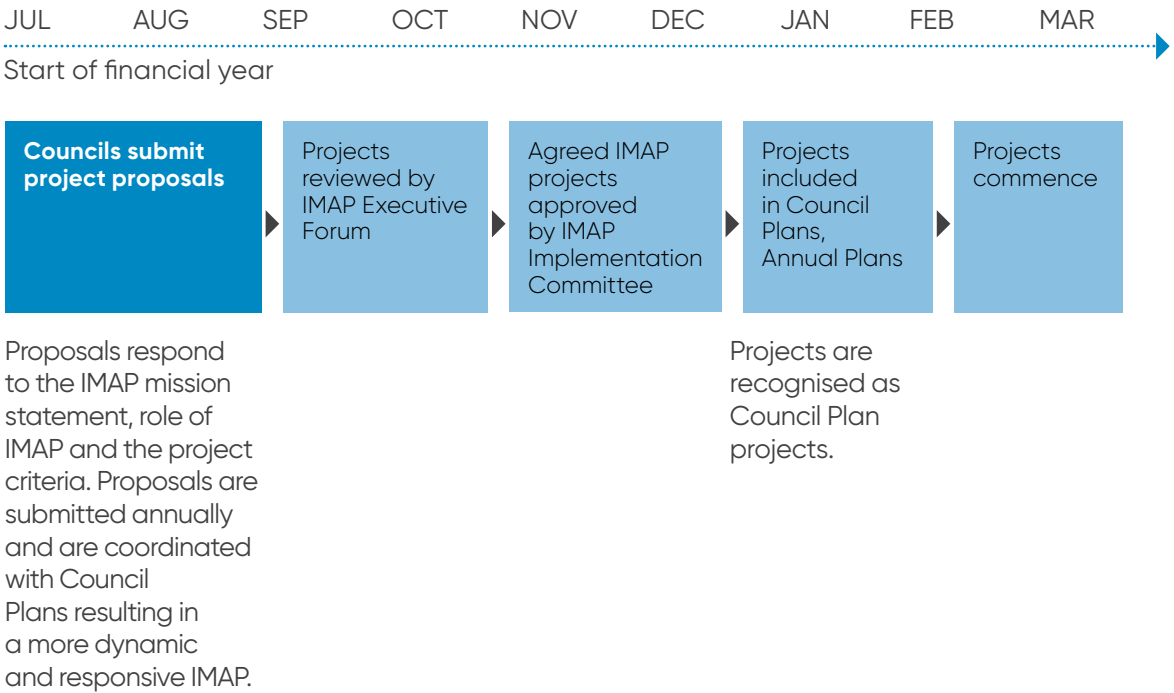 JUL AUG SEP OCT NOV DEC JAN FEB MAR
Start of financial year
Councils submit
project proposals
Projects
reviewed by
IMAP Executive
Forum
Agreed IMAP
projects
approved
by IMAP
Implementation
Committee
Projects
included
in Council
Plans,
Annual Plans
Projects
commence
Proposals respond
to the IMAP mission
statement, role of
IMAP and the project
criteria. Proposals are
submitted annually
and are coordinated
with Council
Plans resulting in
a more dynamic
and responsive IMAP.
Projects are
recognised as
Council Plan
projects.